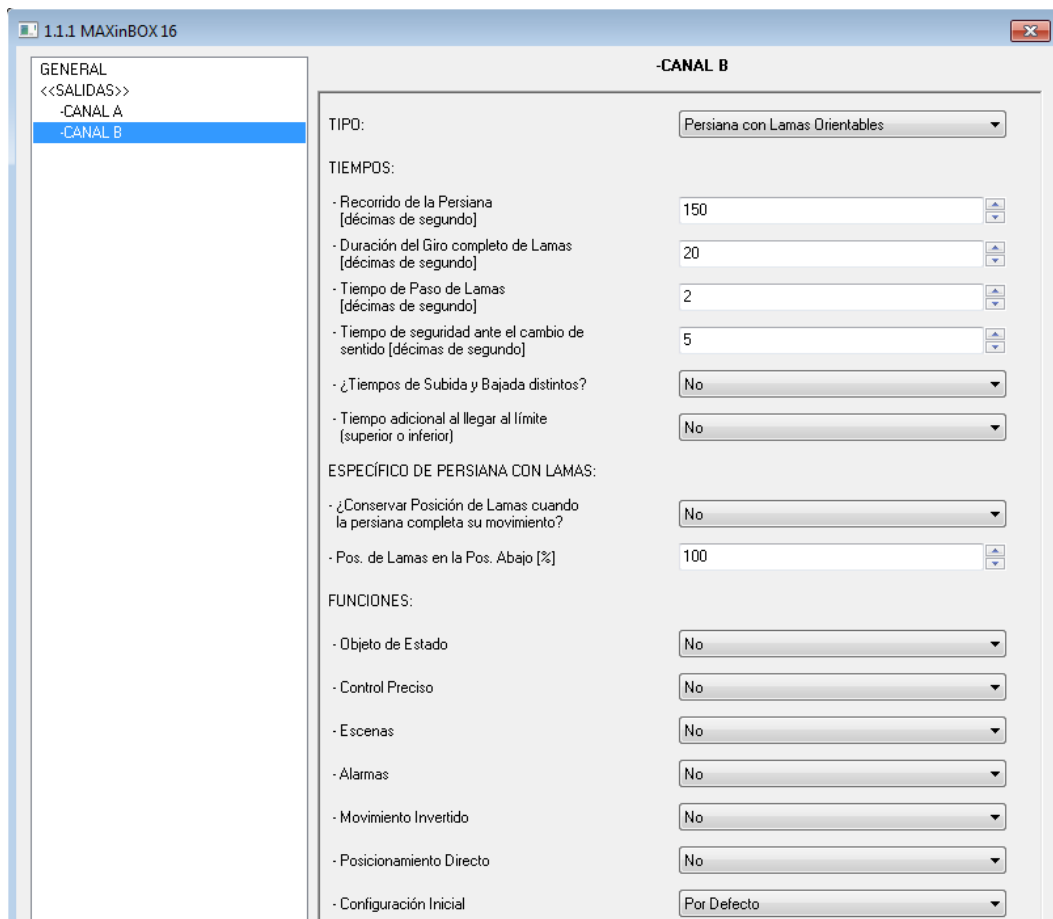 1.1.1 MAXinBOX 16
GENERAL
<<SALIDAS>>
-CANAL A
-CANAL B
-CANAL B
TIPO:
Persiana con Lamas Orientables
TIEMPOS:
- Recorrido de la Persiana
[décimas de segundo]
150
- Duración del Giro completo de Lamas
[décimas de segundo]
20
- Tiempo de Paso de Lamas
[décimas de segundo]
2
- Tiempo de seguridad ante el cambio de
sentido [décimas de segundo]
5
- ¿Tiempos de Subida y Bajada distintos?
No
- Tiempo adicional al llegar al límite
(superior o inferior)
No
ESPECÍFICO DE PERSIANA CON LAMAS:
- ¿Conservar Posición de Lamas cuando
la persiana completa su movimiento?
No
- Pos. de Lamas en la Pos. Abajo [%]
100
FUNCIONES:
- Objeto de Estado
No
- Control Preciso
No
- Escenas
No
- Alarmas
No
- Movimiento Invertido
No
- Posicionamiento Directo
No
- Configuración Inicial
Por Defecto